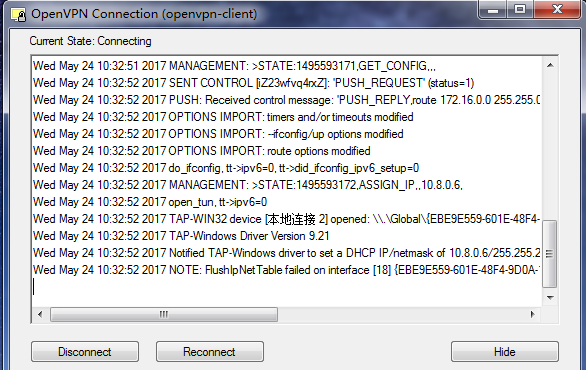 OpenVPN Connection (openvpn-client)
Current State: Connecting
Wed May 24 10:32:51 2017 MANAGEMENT: >STATE:1495593171,GET_CONFIG,,,
Wed May 24 10:32:52 2017 SENT CONTROL [iZ23wfvq4rxZ]: 'PUSH_REQUEST' (status=1)
Wed May 24 10:32:52 2017 PUSH: Received control message: 'PUSH_REPLY,route 172.16.0.0 255.255.0
Wed May 24 10:32:52 2017 OPTIONS IMPORT: timers and/or timeouts modified
Wed May 24 10:32:52 2017 OPTIONS IMPORT: --ifconfig/up options modified
Wed May 24 10:32:52 2017 OPTIONS IMPORT: route options modified
Wed May 24 10:32:52 2017 do_ifconfig, tt->ipv6=0, tt->did_ifconfig_ipv6_setup=0
Wed May 24 10:32:52 2017 MANAGEMENT: >STATE:1495593172,ASSIGN_IP,,10.8.0.6,
Wed May 24 10:32:52 2017 open_tun, tt->ipv6=0
Wed May 24 10:32:52 2017 TAP-WIN32 device [本地连接 2] opened: \\.\Global\{EBE9E559-601E-48F4-
Wed May 24 10:32:52 2017 TAP-Windows Driver Version 9.21
Wed May 24 10:32:52 2017 Notified TAP-Windows driver to set a DHCP IP/netmask of 10.8.0.6/255.255.2
Wed May 24 10:32:52 2017 NOTE: FlushIpNetTable failed on interface [18] {EBE9E559-601E-48F4-9D0A-
Disconnect
Reconnect
Hide